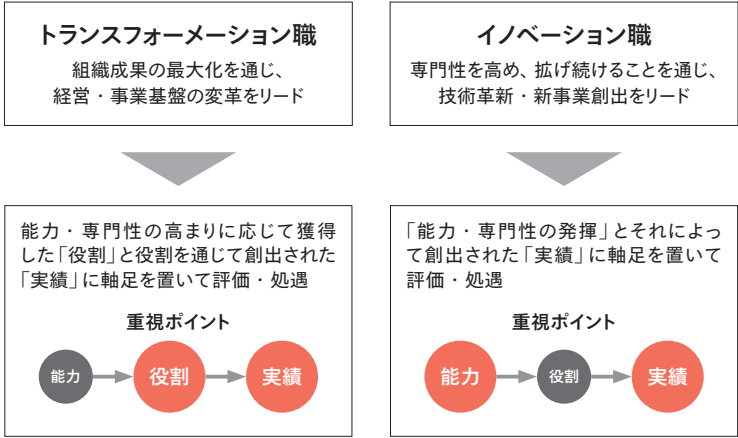 トランスフォーメーション職
組織成果の最大化を通じ、
経営・事業基盤の変革をリード
能力・専門性の高まりに応じて獲得
した「役割」と役割を通じて創出された
「実績」に軸足を置いて評価・処遇
重視ポイント
能力
役割
実績
イノベーション職
専門性を高め、拡げ続けることを通じ、
技術革新・新事業創出をリード
「能力・専門性の発揮」とそれによっ
て創出された「実績」に軸足を置いて
評価・処遇
重視ポイント
能力
役割
実績